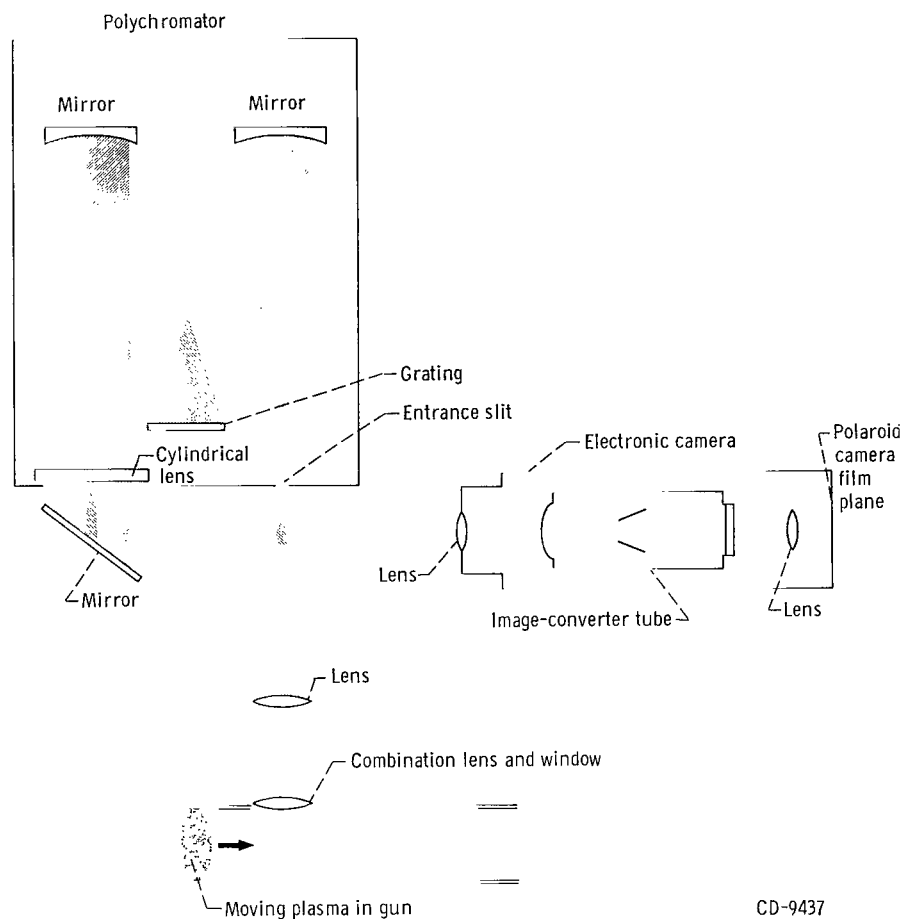 Polychromator
Mirror
Mirror
Grating
Entrance slit
Cylindrical
lens
Electronic camera
Polaroid
camera
film
plane
Lens
Mirror
Image-converter tube
Lens
Lens
Combination lens and window
Moving plasma in gun
CD-9437